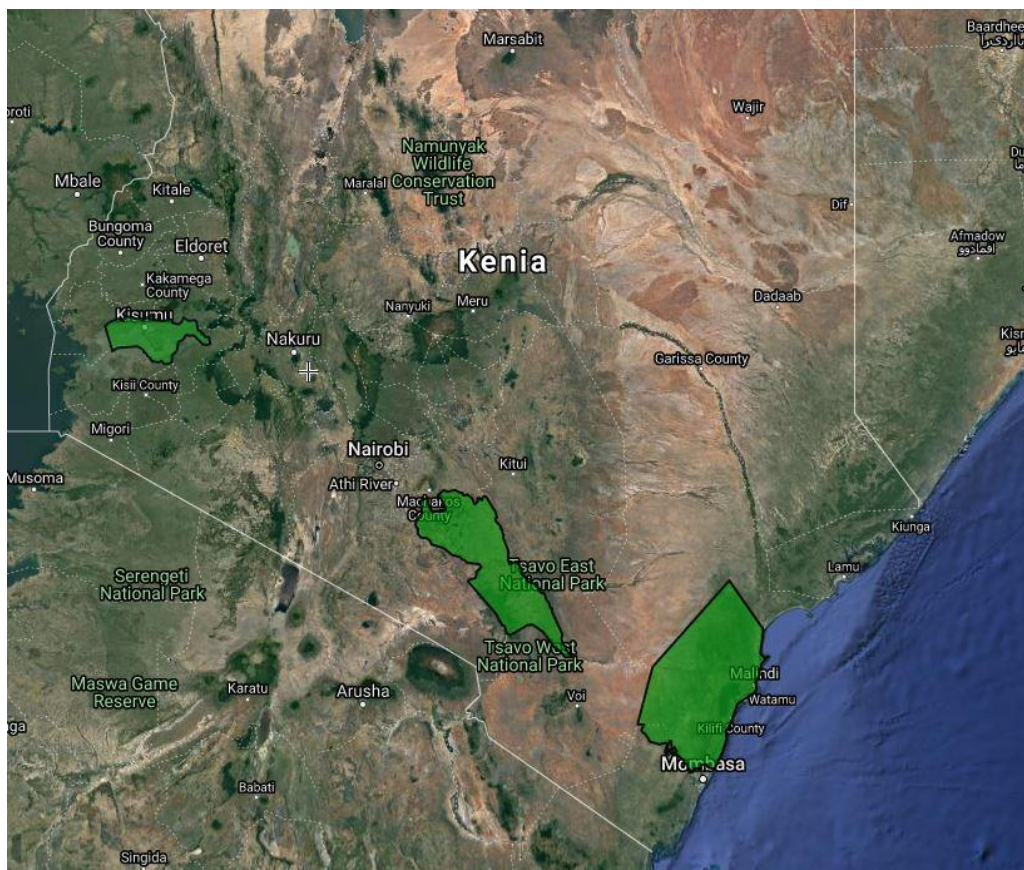 Marsabit
Baardhee
Wajir
Namunyak
Wildlife
Conservation
Trust
Mbale
Kitale
Maralal
Dif
Bungoma
County
Eldoret
Afmadow
افمادوو
Kenia
Kakamega
County
Nanyuki
Meru
Dadaab
Kisumu
Nakuru
Garissa County
Kisii County
Migori
Nairobi
Kitui
Athi River
Musoma
Machakos
County
Kiunga
Tsavo East
National Park
Lamu
Serengeti
National Park
Tsavo West
National Park
Malindi
Maswa Game
Reserve
Karatu
Arusha
Voi
Watamu
Kilifi County
Mombasa
Babati
Singida